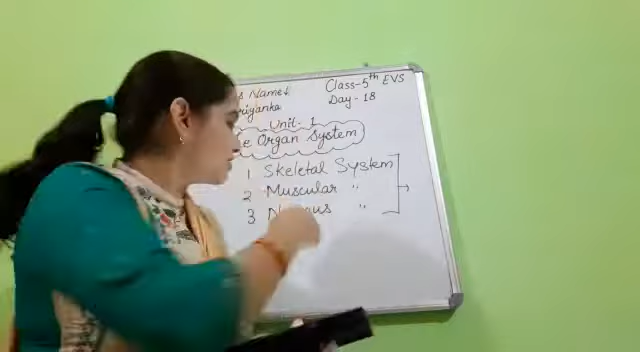 Name:
Class-5th EVS
Day-18
Unit-1
Organ System
1 Skeletal System
2 Muscular "
3 "